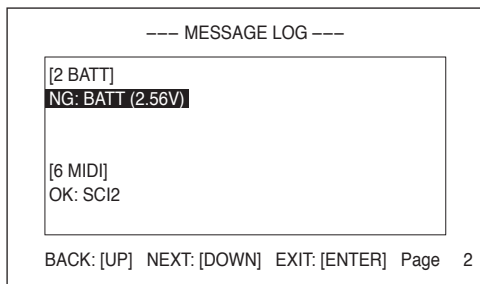 --- MESSAGE LOG ---
[2 BATT]
NG: BATT (2.56V)
[6 MIDI]
OK: SCI2
BACK: [UP] NEXT: [DOWN] EXIT: [ENTER] Page 2